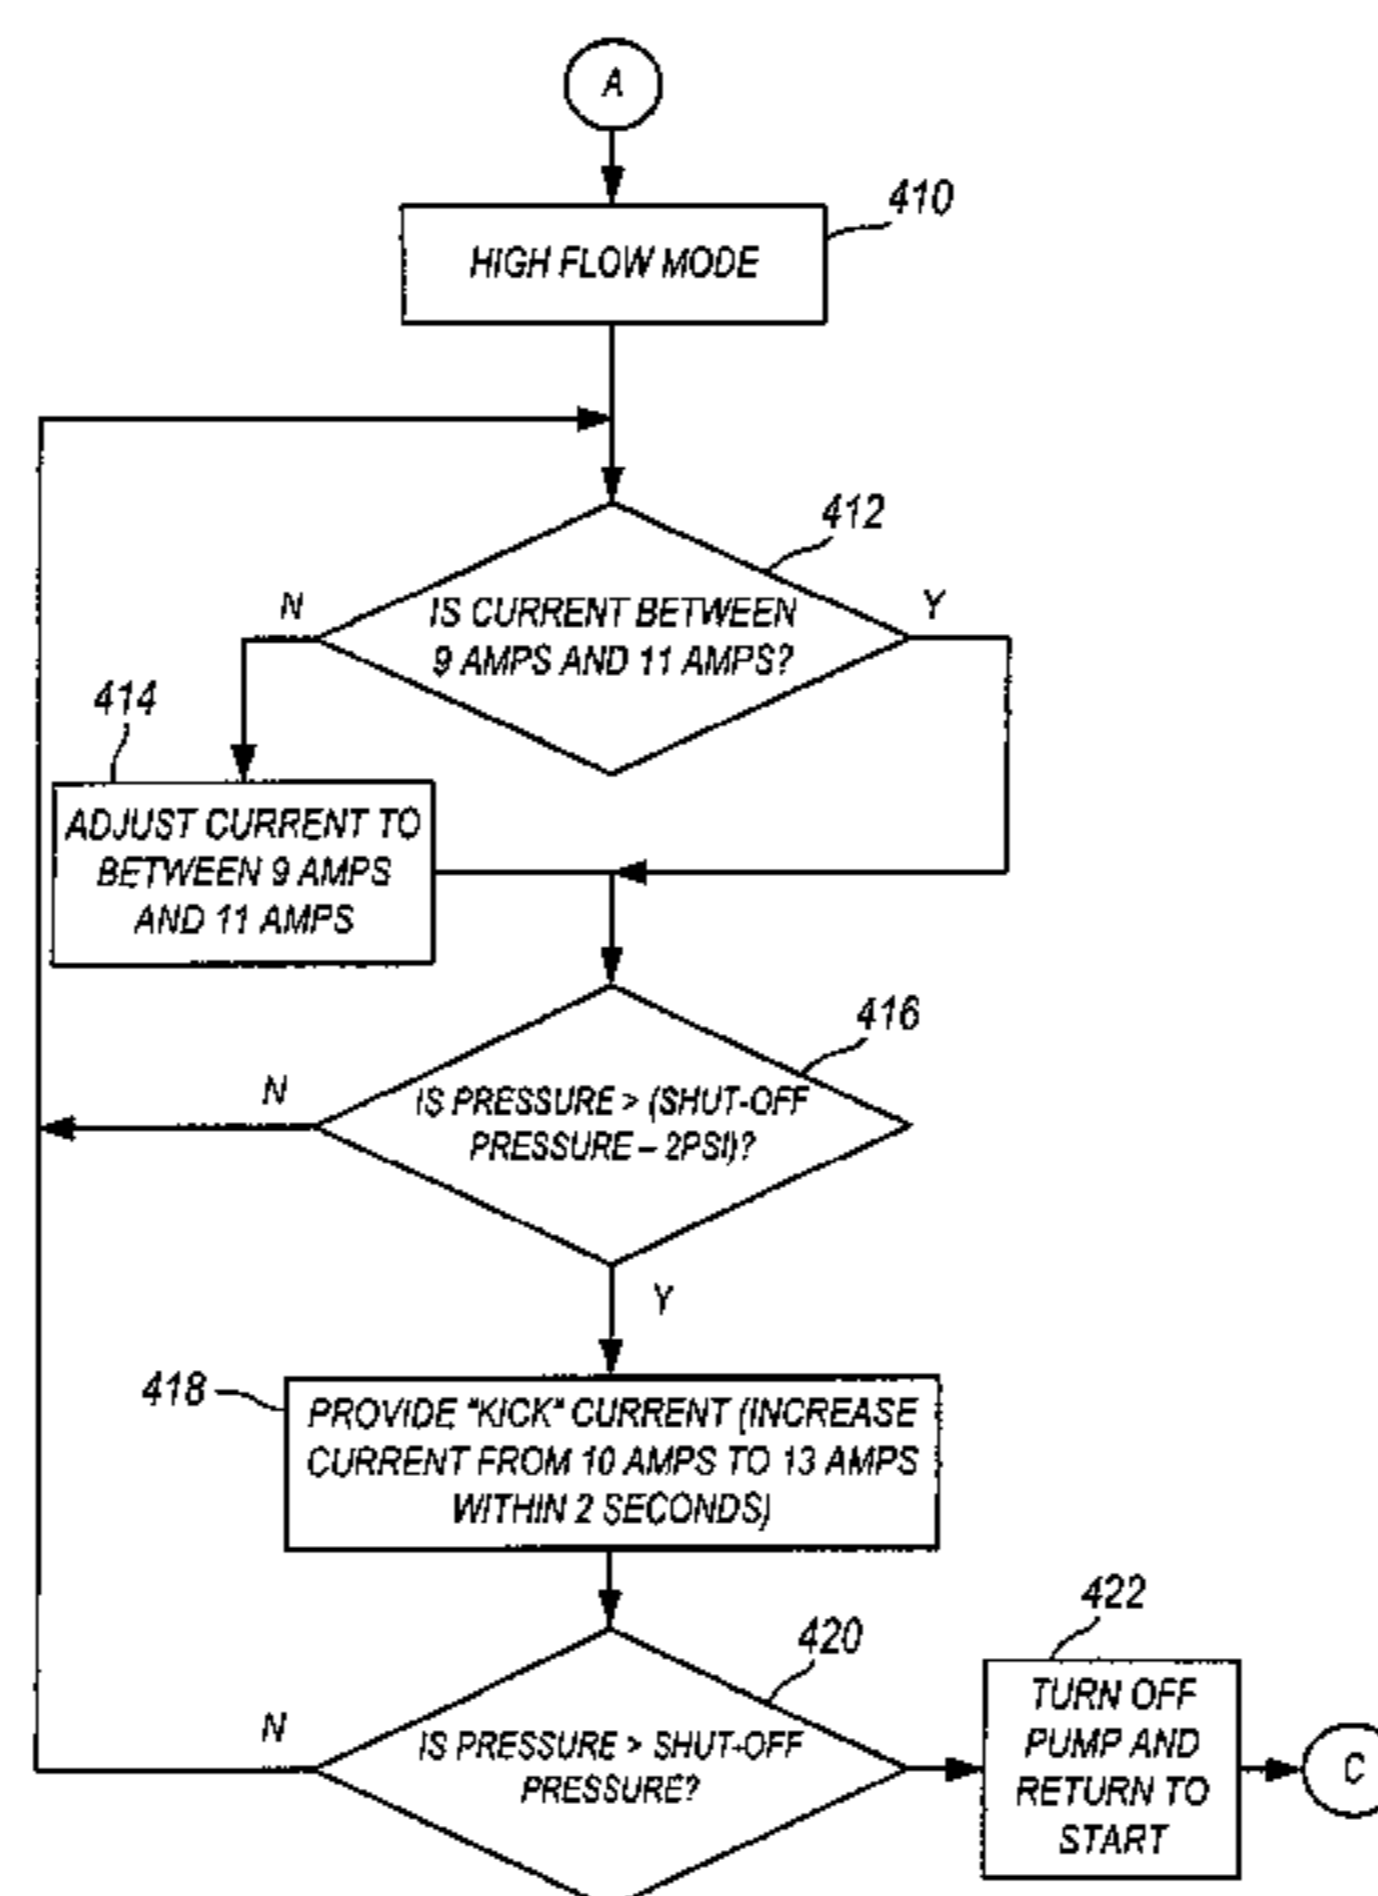 A
410
HIGH FLOW MODE
412
N
IS CURRENT BETWEEN
9 AMPS AND 11 AMPS?
Y
414
ADJUST CURRENT TO
BETWEEN 9 AMPS
AND 11 AMPS
416
N
IS PRESSURE > (SHUT-OFF
PRESSURE – 2PSI)?
Y
418
PROVIDE "KICK" CURRENT (INCREASE
CURRENT FROM 10 AMPS TO 13 AMPS
WITHIN 2 SECONDS)
420
N
IS PRESSURE > SHUT-OFF
PRESSURE?
422
TURN OFF
PUMP AND
RETURN TO
START
C